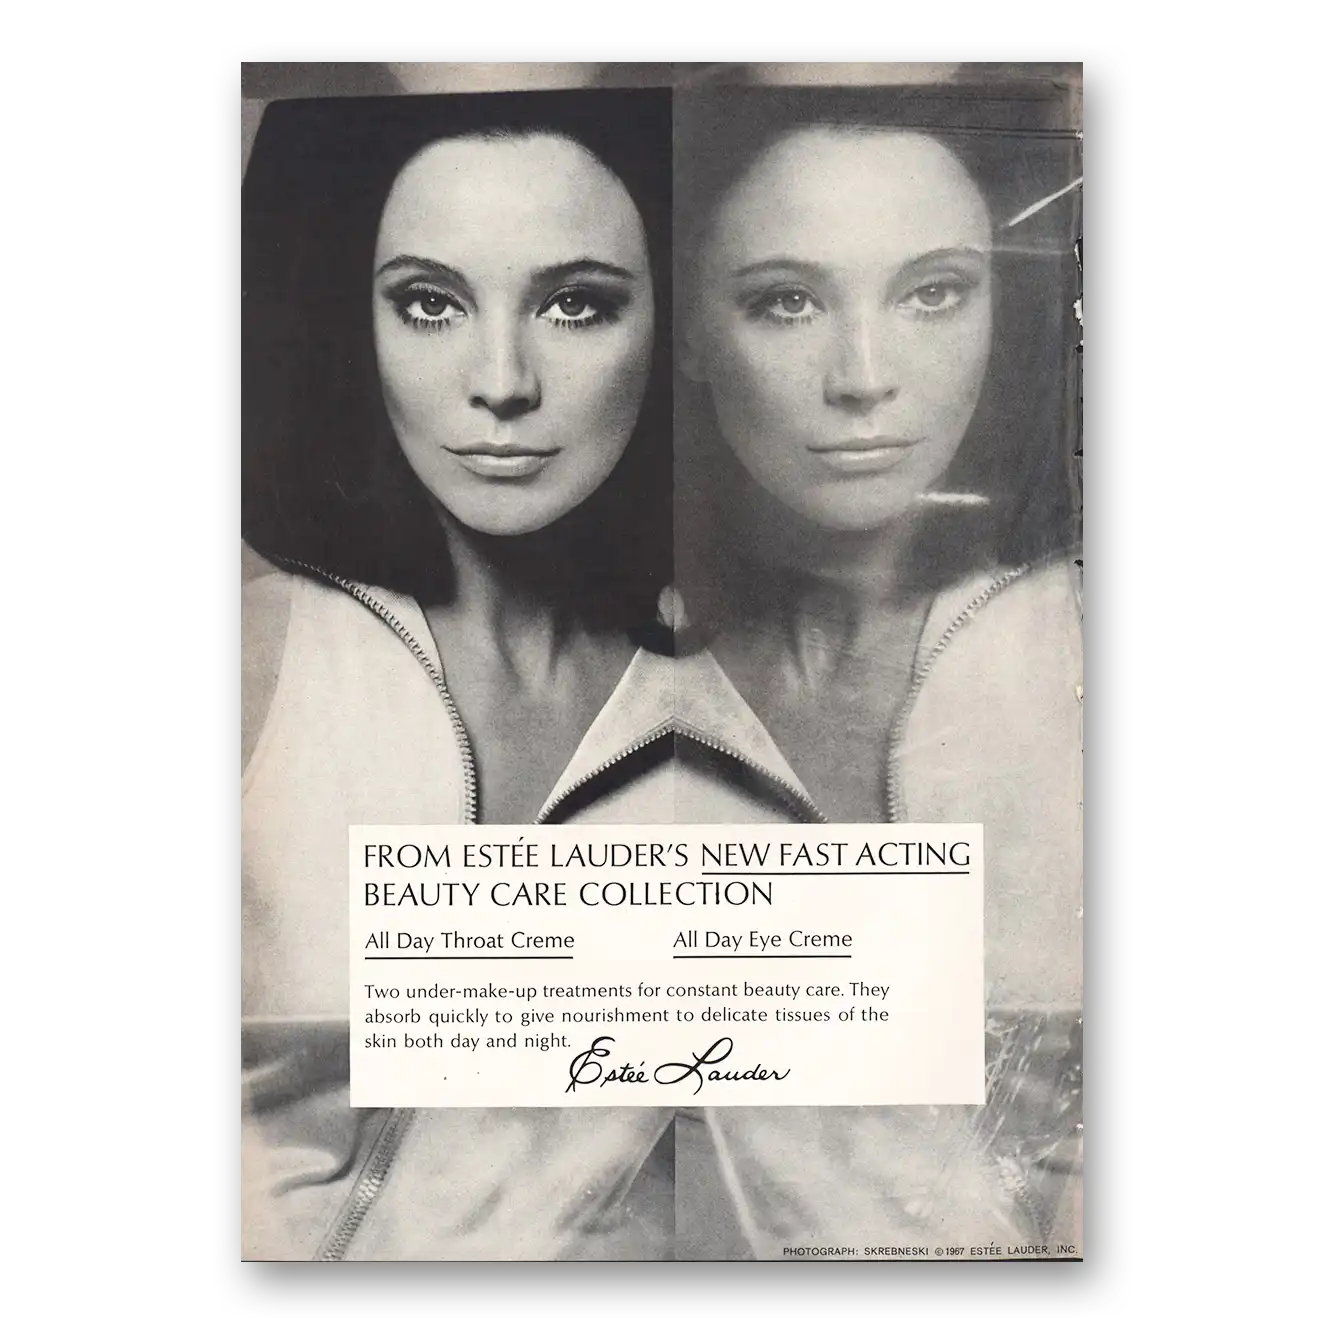 FROM ESTÉE LAUDER'S NEW FAST ACTING
BEAUTY CARE COLLECTION
All Day Throat Creme
All Day Eye Creme
Two under-make-up treatments for constant beauty care. They
absorb quickly to give nourishment to delicate tissues of the
skin both day and night.
Estée Lauder
PHOTOGRAPH: SKREBNESKI © 1967 ESTÉE LAUDER, INC.